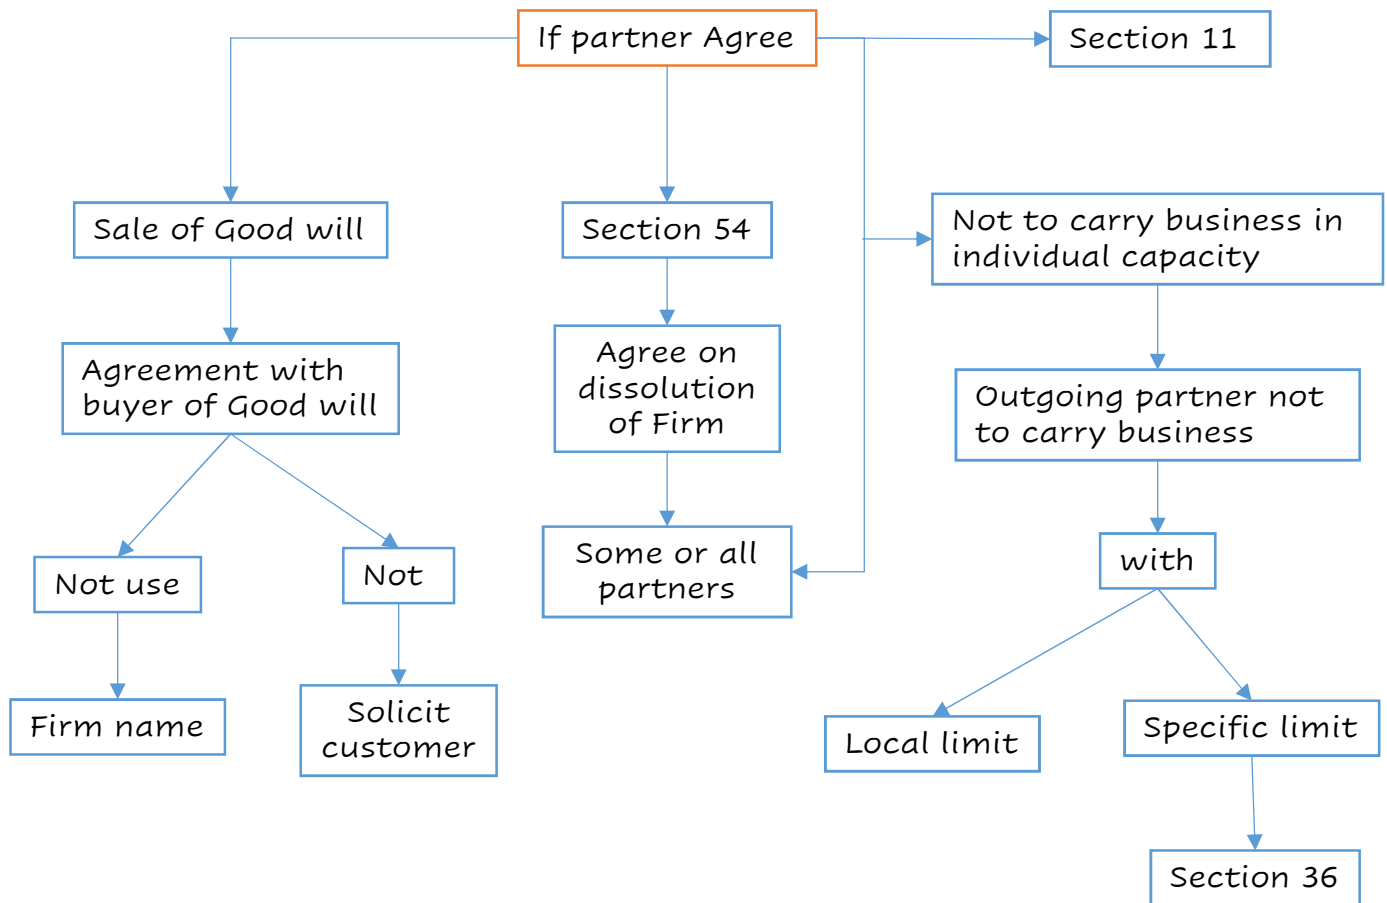 If partner Agree
Section 11
Sale of Good will
Section 54
Not to carry business in
individual capacity
Agreement with
buyer of Good will
Agree on
dissolution
of Firm
Outgoing partner not
to carry business
Not use
Not
Some or all
partners
with
Firm name
Solicit
customer
Local limit
Specific limit
Section 36